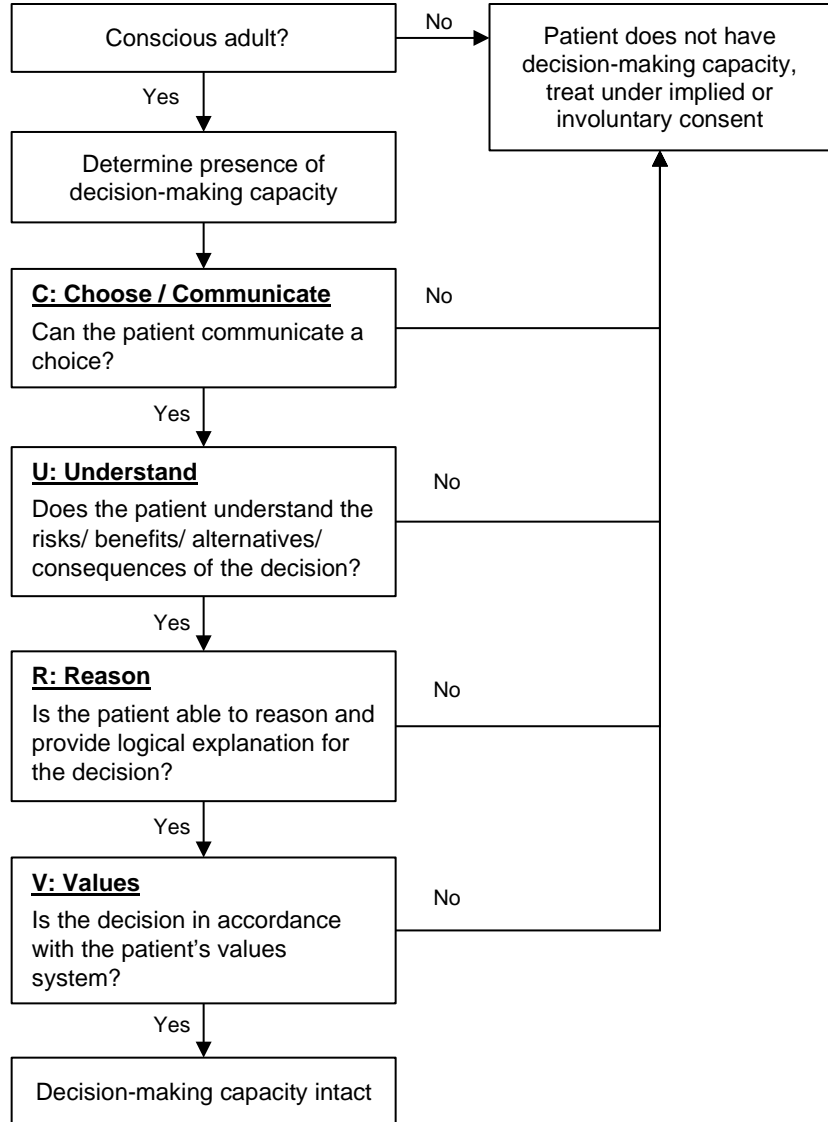 Conscious adult?
No
Patient does not have
decision-making capacity,
treat under implied or
involuntary consent
Yes
Determine presence of
decision-making capacity
C: Choose / Communicate
Can the patient communicate a
choice?
No
Yes
U: Understand
Does the patient understand the
risks/ benefits/ alternatives/
consequences of the decision?
No
Yes
R: Reason
Is the patient able to reason and
provide logical explanation for
the decision?
No
Yes
V: Values
Is the decision in accordance
with the patient's values
system?
No
Yes
Decision-making capacity intact